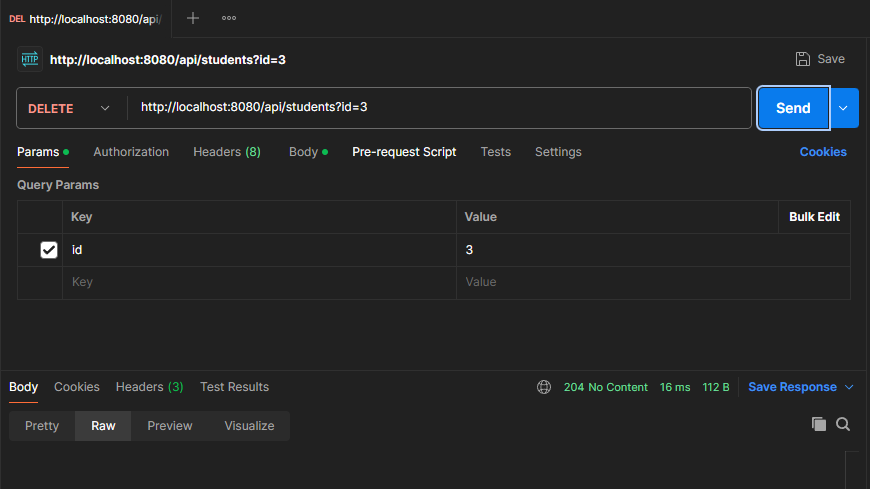 DEL http://localhost:8080/api/
HTTP http://localhost:8080/api/students?id=3 Save
DELETE http://localhost:8080/api/students?id=3 Send
Params Authorization Headers (8) Body Pre-request Script Tests Settings Cookies
Query Params
Key Value Bulk Edit
id 3
Key Value
Body Cookies Headers (3) Test Results 204 No Content 16 ms 112 B Save Response
Pretty Raw Preview Visualize